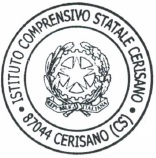 ISTITUTO COMPRENSIVO STATALE CERISANO
• 87044 CERISANO (CS) •